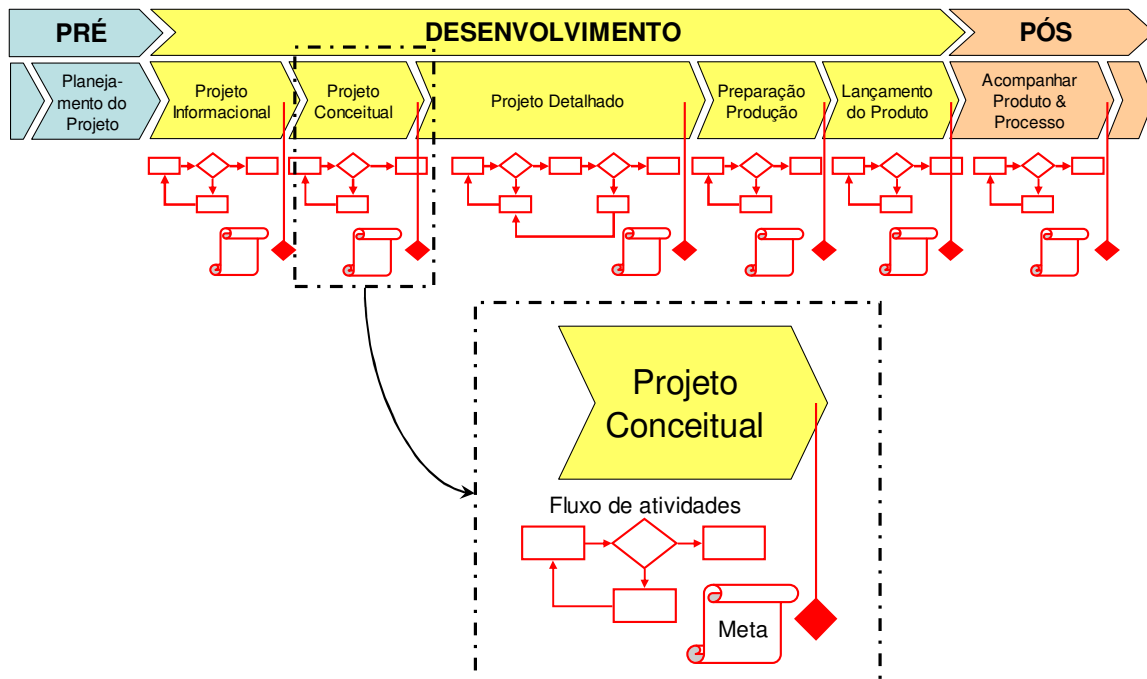 PRÉ
DESENVOLVIMENTO
PÓS
Planeja-
mento do
Projeto
Projeto
Informacional
Projeto
Conceitual
Projeto Detalhado
Preparação
Produção
Lançamento
do Produto
Acompanhar
Produto &
Processo
Projeto
Conceitual
Fluxo de atividades
Meta